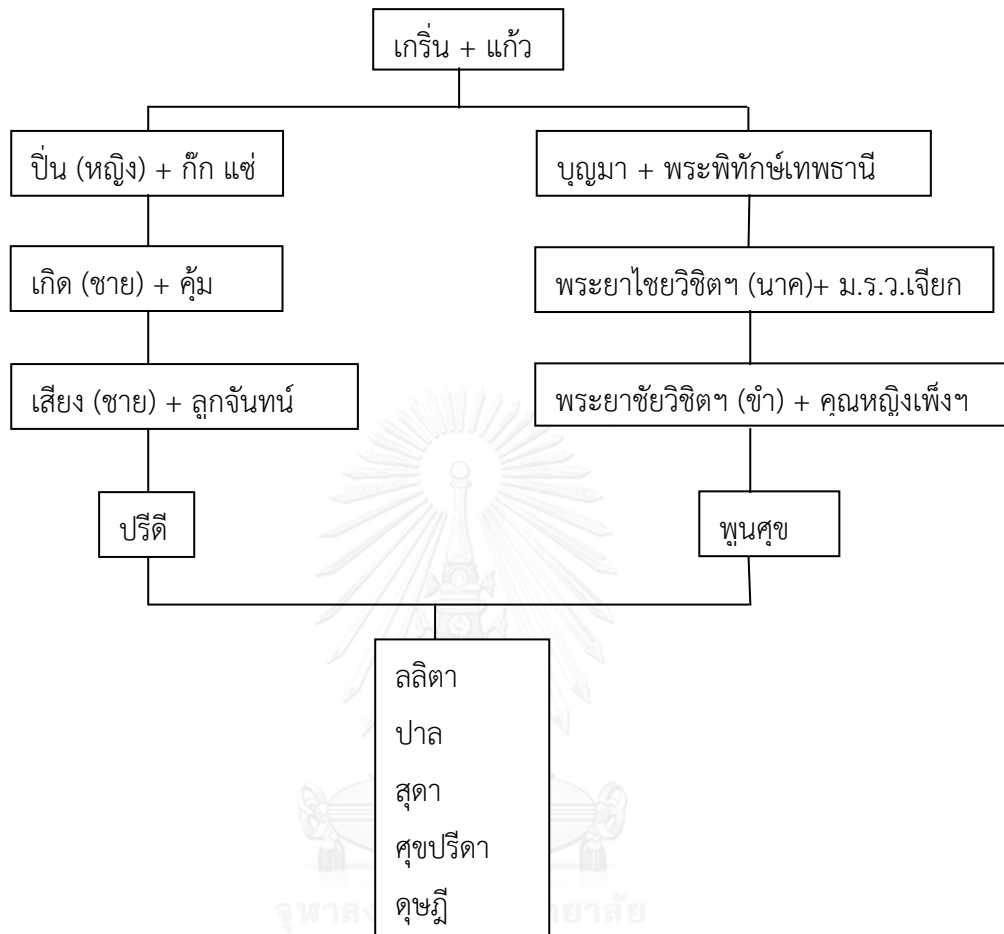 เกริ่น + แก้ว
ปิ่น (หญิง) + ก๊ก แซ่
บุญมา + พระพิทักษ์เทพธานี
เกิด (ชาย) + คุ้ม
พระยาไชยวิชิตฯ (นาค)+ ม.ร.ว.เจียก
เสียง (ชาย) + ลูกจันทน์
พระยาชัยวิชิตฯ (ขำ) + คุณหญิงเพ็งฯ
ปรีดี
พูนศุข
ลลิตา
ปาล
สุดา
ศุขปรีดา
ดุษฎี